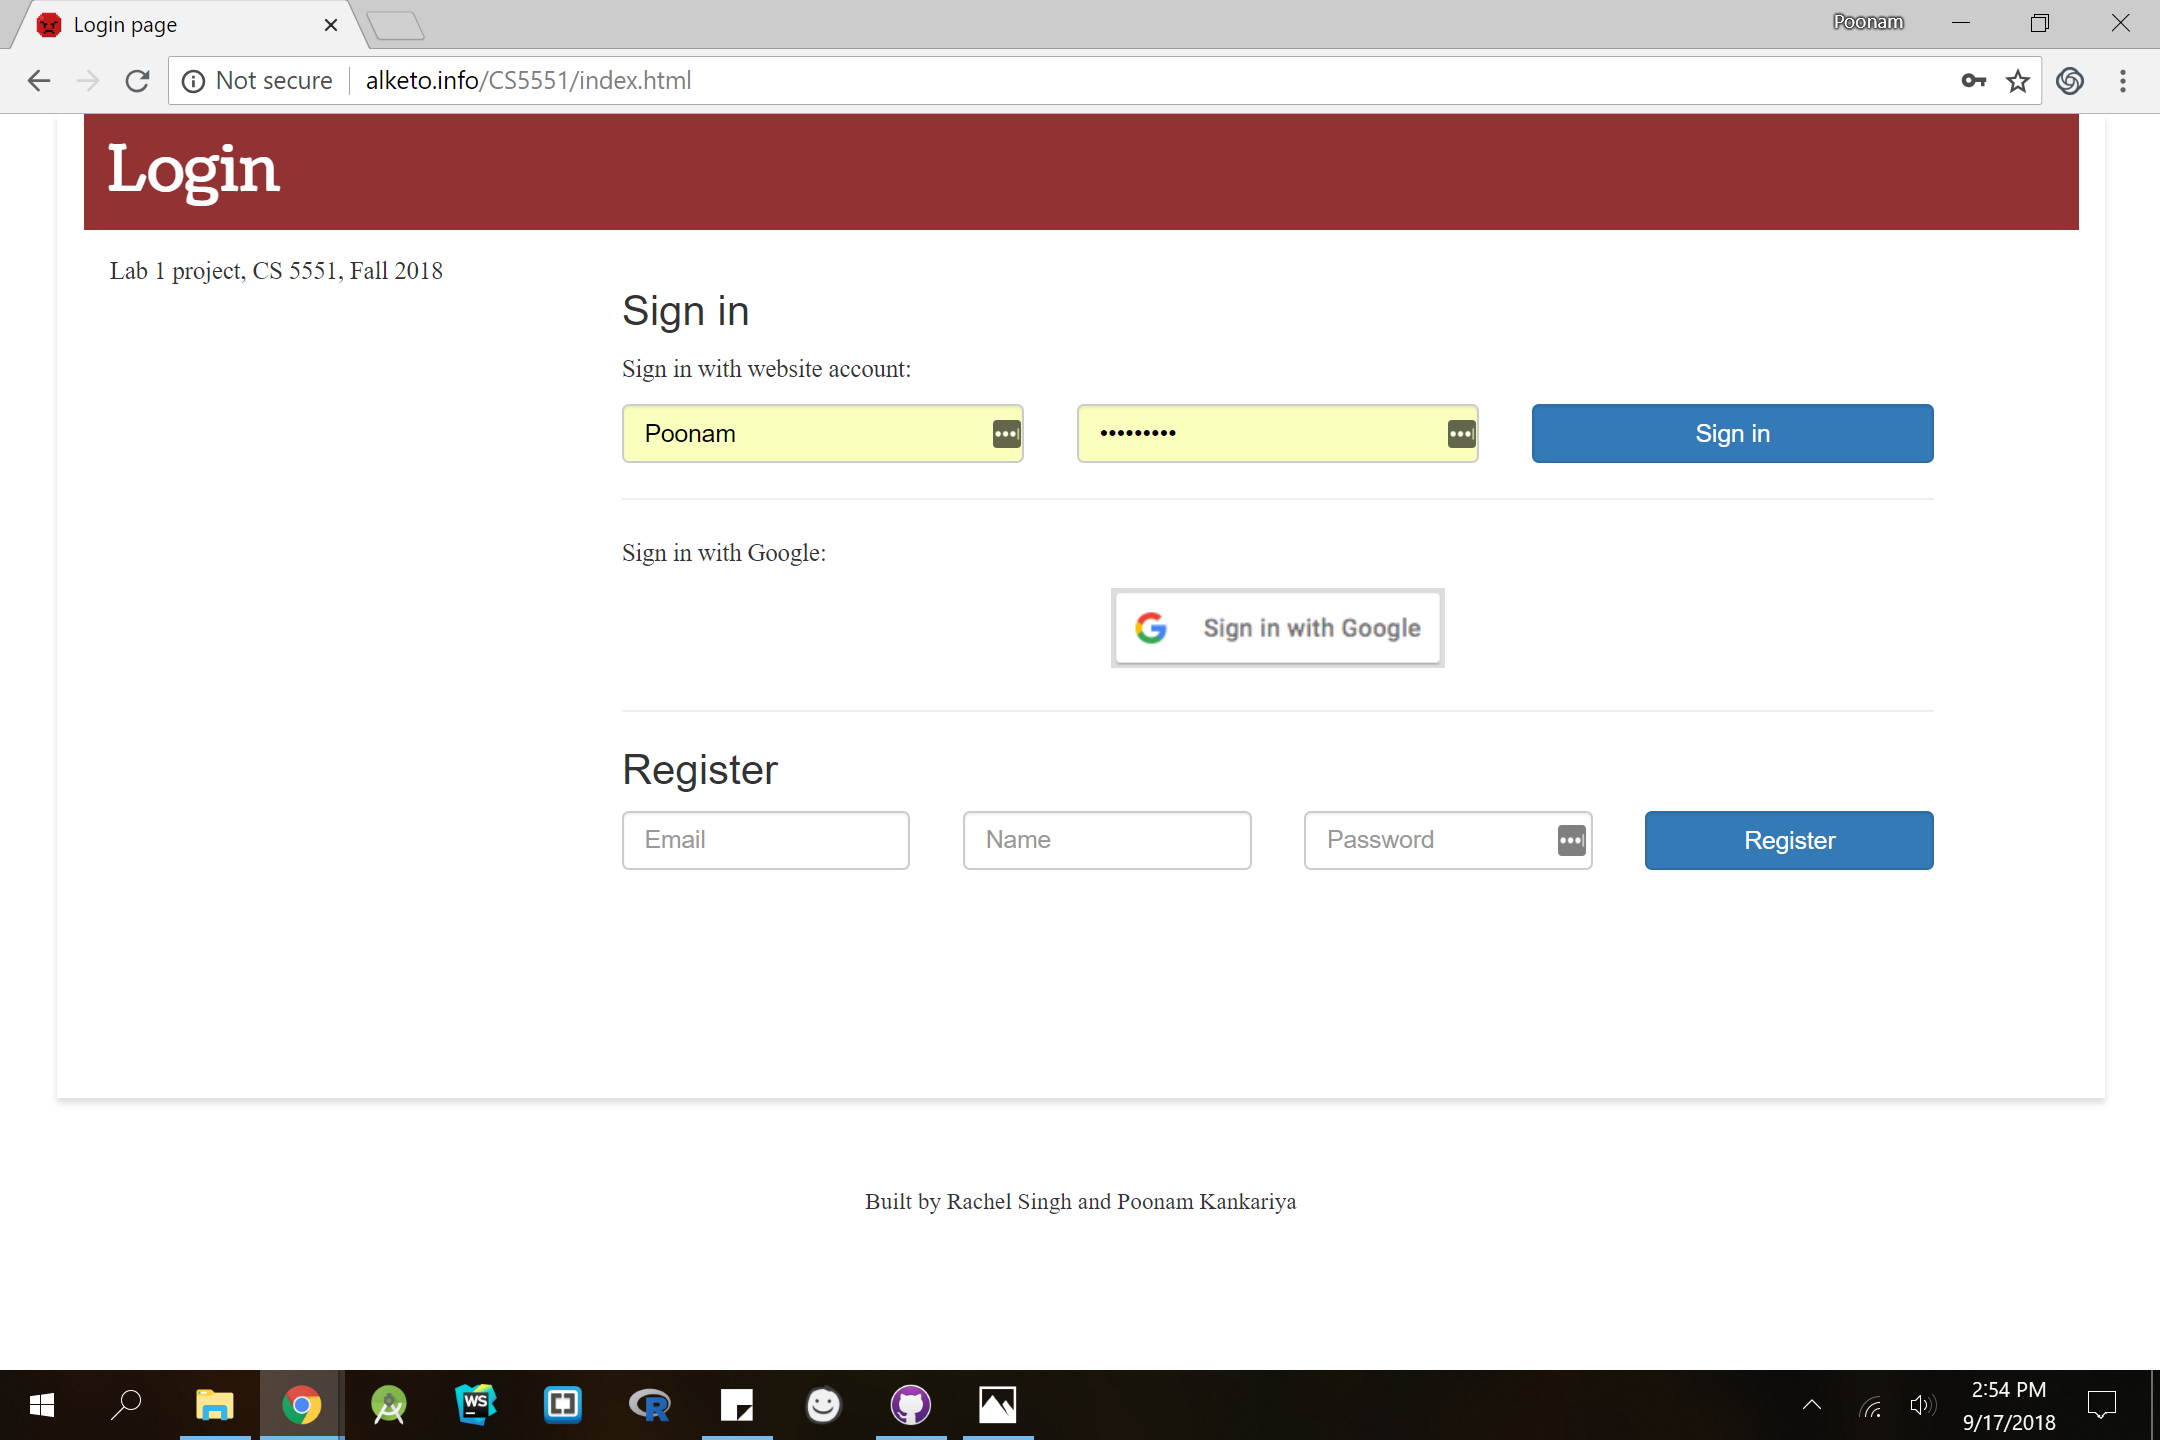 Login page
Poonam
Not secure
alketo.info/CS5551/index.html
Login
Lab 1 project, CS 5551, Fall 2018
Sign in
Sign in with website account:
Poonam
•••••••••
Sign in
Sign in with Google:
Sign in with Google
Register
Email
Name
Password
Register
Built by Rachel Singh and Poonam Kankariya
WS
R
2:54 PM
9/17/2018